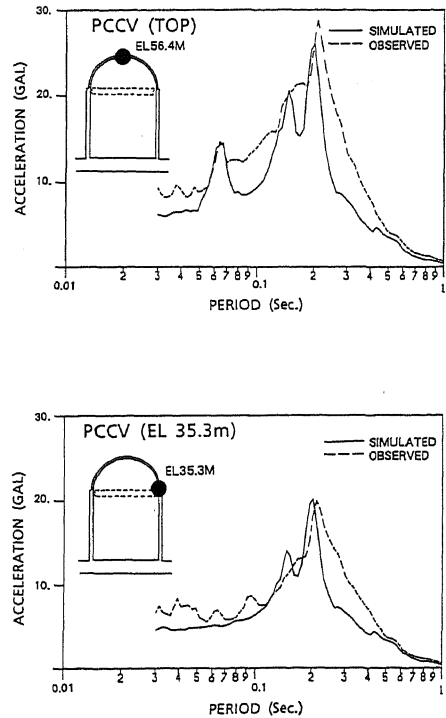 PCCV (TOP)
EL56.4M
SIMULATED
OBSERVED
ACCELERATION (GAL)
30.
20.
10.
0.01 2 3 4 5 6 7 8 9 0.1 2 3 4 5 6 7 8 9 1
PERIOD (Sec.)
PCCV (EL 35.3m)
EL35.3M
SIMULATED
OBSERVED
ACCELERATION (GAL)
30.
20.
10.
0.01 2 3 4 5 6 7 8 9 0.1 2 3 4 5 6 7 8 9 1
PERIOD (Sec.)